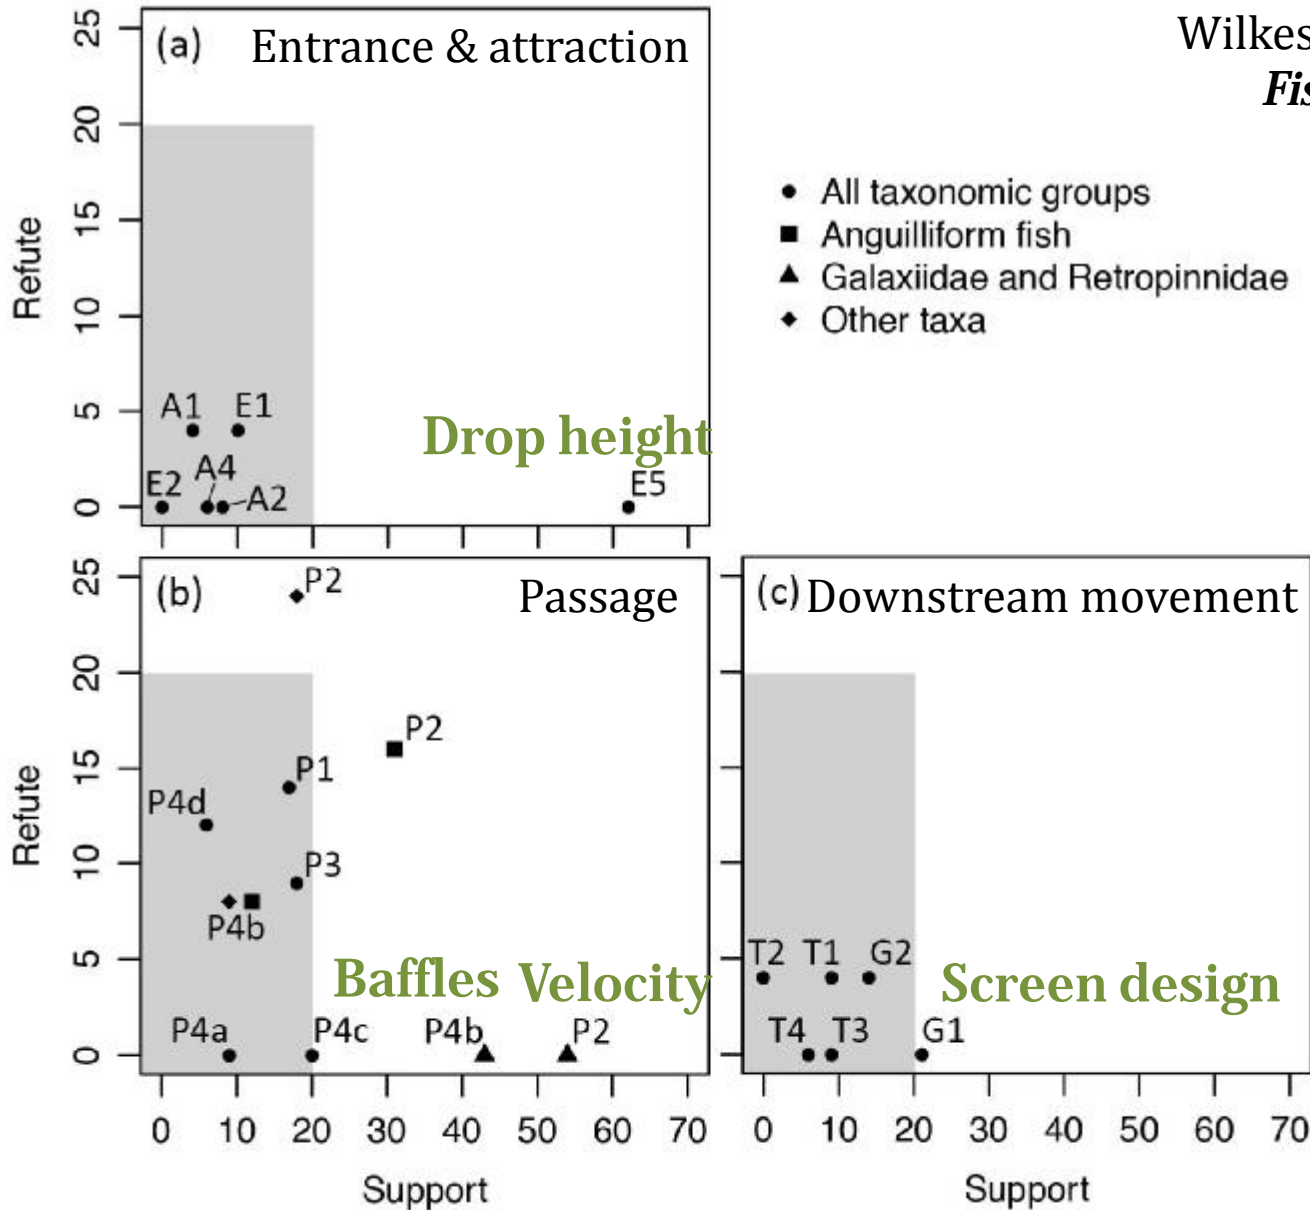 Wilkes
Fis
(a) Entrance & attraction
25
20
15
10
5
0
Refute
A1
E1
A4
E2
A2
E5
Drop height
All taxonomic groups
Anguilliform fish
Galaxiidae and Retropinnidae
Other taxa
(b) Passage
25
20
15
10
5
0
Refute
P2
P2
P1
P4d
P3
P4b
Baffles Velocity
P4a
P4c
P4b
P2
0 10 20 30 40 50 60 70
Support
(c) Downstream movement
T2
T1
G2
Screen design
T4
T3
G1
0 10 20 30 40 50 60 70
Support